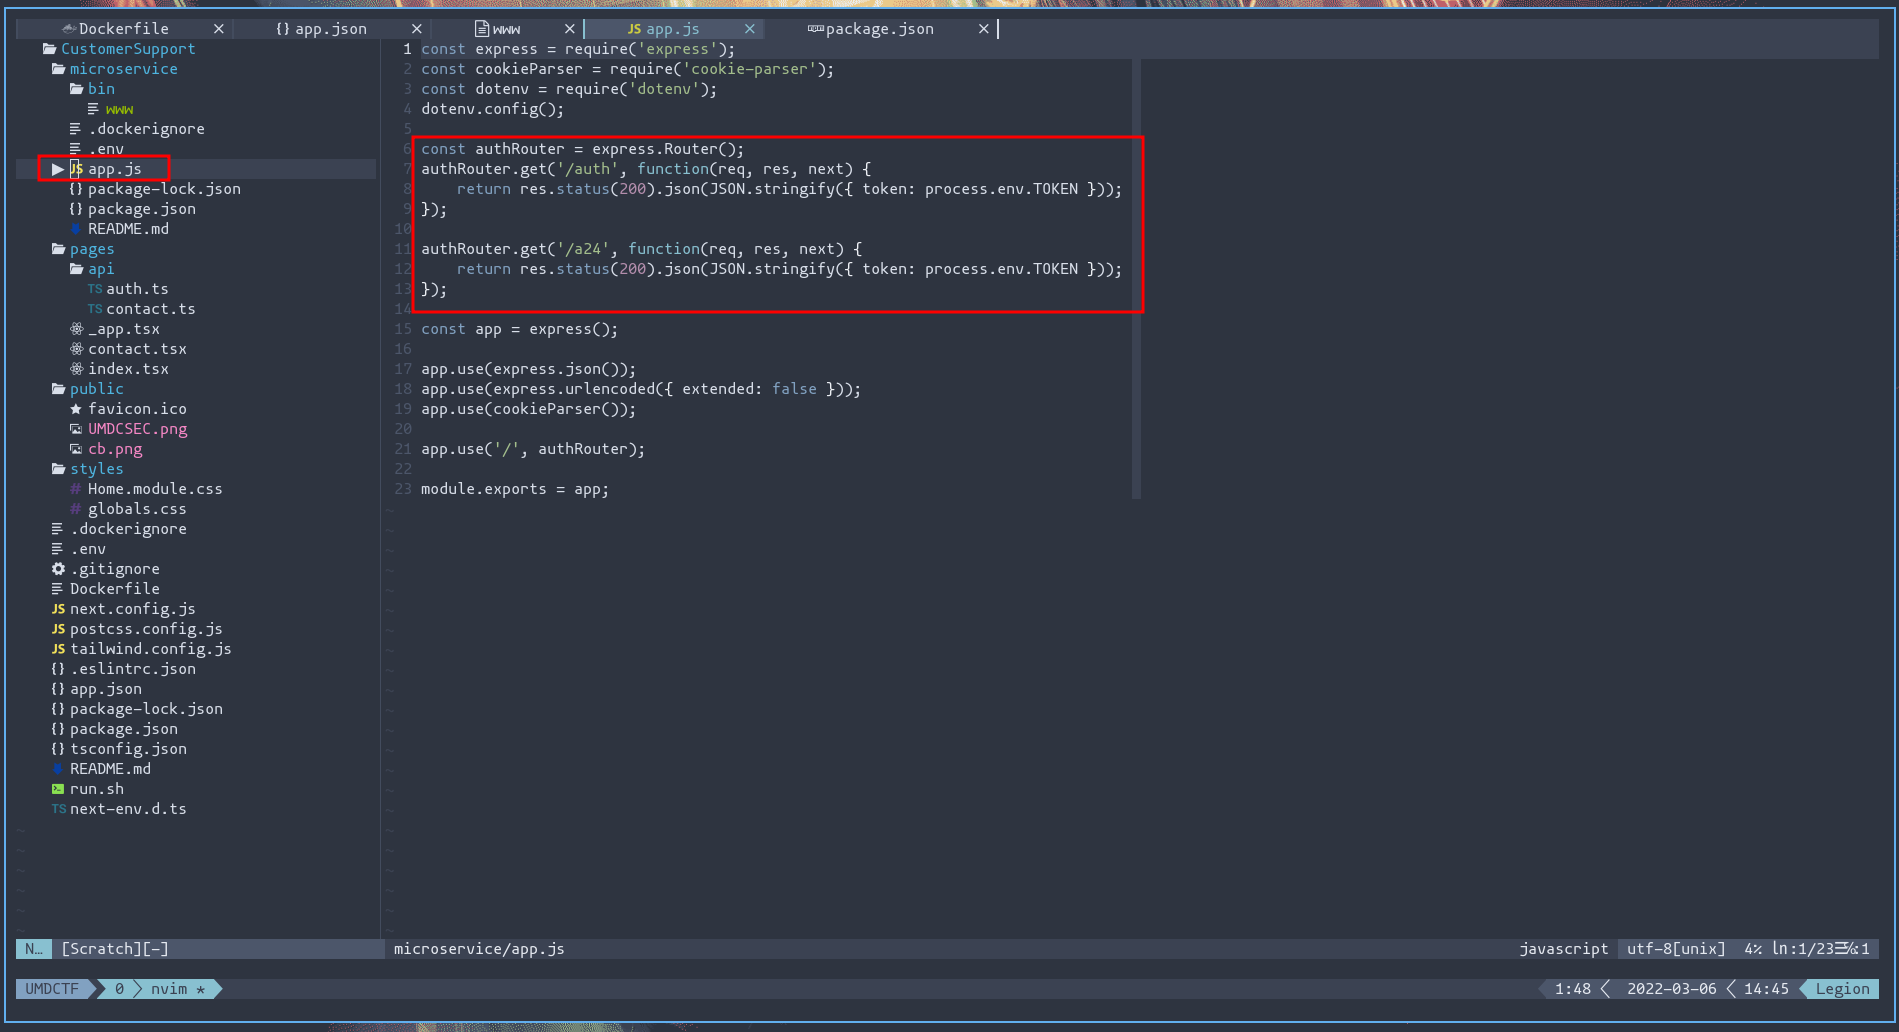 Dockerfile × {} app.json × www × JS app.js × package.json ×
CustomerSupport
microservice
bin
www
.dockerignore
.env
▶ JS app.js
{} package-lock.json
{} package.json
README.md
pages
api
TS auth.ts
TS contact.ts
_app.tsx
contact.tsx
index.tsx
public
favicon.ico
UMDCSEC.png
cb.png
styles
# Home.module.css
# globals.css
.dockerignore
.env
.gitignore
Dockerfile
JS next.config.js
JS postcss.config.js
JS tailwind.config.js
{} .eslintrc.json
{} app.json
{} package-lock.json
{} package.json
{} tsconfig.json
README.md
run.sh
TS next-env.d.ts
1 const express = require('express');
2 const cookieParser = require('cookie-parser');
3 const dotenv = require('dotenv');
4 dotenv.config();
5
6 const authRouter = express.Router();
7 authRouter.get('/auth', function(req, res, next) {
8     return res.status(200).json(JSON.stringify({ token: process.env.TOKEN }));
9 });
10
11 authRouter.get('/a24', function(req, res, next) {
12     return res.status(200).json(JSON.stringify({ token: process.env.TOKEN }));
13 });
14
15 const app = express();
16
17 app.use(express.json());
18 app.use(express.urlencoded({ extended: false }));
19 app.use(cookieParser());
20
21 app.use('/', authRouter);
22
23 module.exports = app;
N… [Scratch][-] microservice/app.js javascript utf-8[unix] 4% ln:1/23
UMDCTF 0 nvim * 1:48 2022-03-06 14:45 Legion